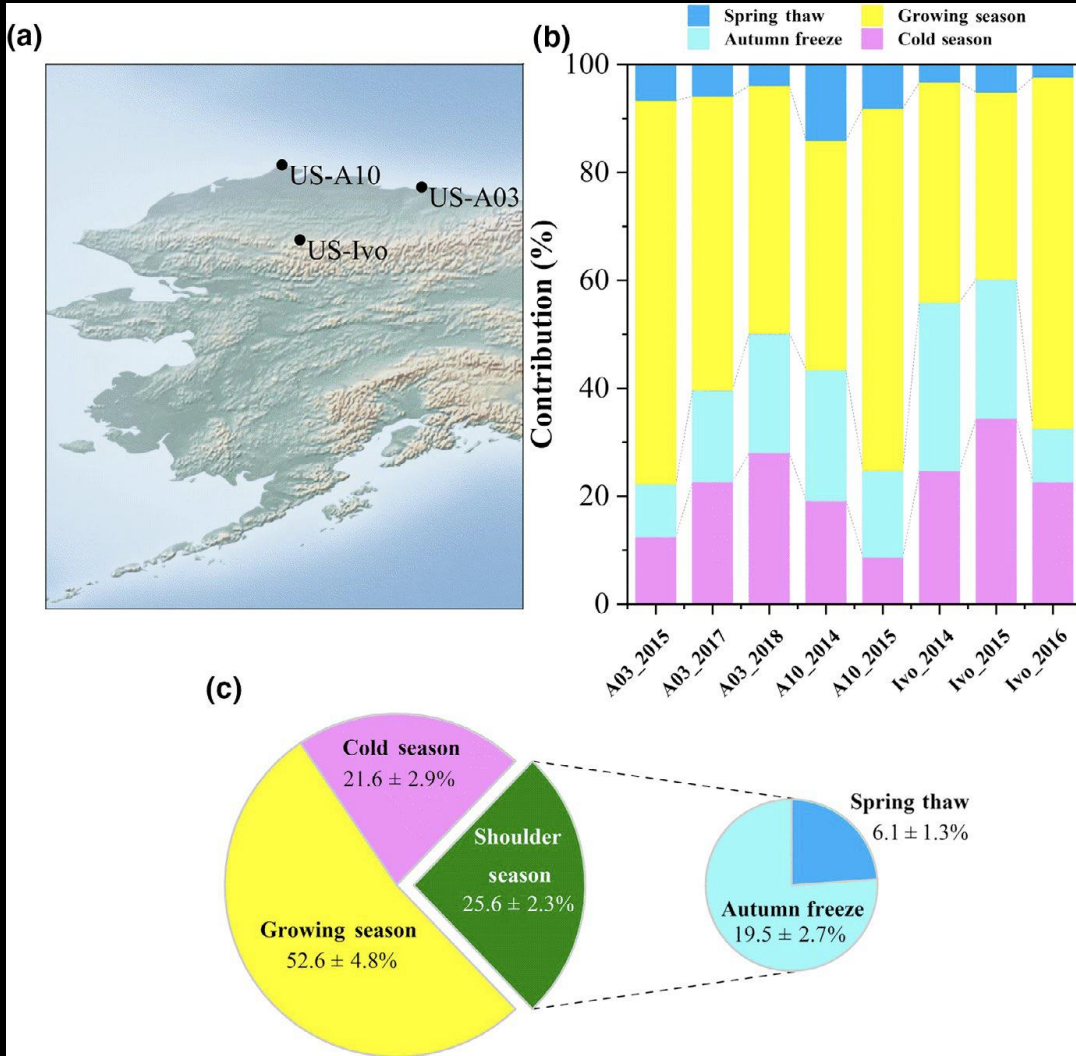 (a)
US-A10
US-A03
US-Ivo
(b)
Spring thaw
Growing season
Autumn freeze
Cold season
Contribution (%)
100
80
60
40
20
0
A03_2015
A03_2017
A03_2018
A10_2014
A10_2015
Ivo_2014
Ivo_2015
Ivo_2016
(c)
Cold season
21.6 ± 2.9%
Shoulder
season
25.6 ± 2.3%
Growing season
52.6 ± 4.8%
Spring thaw
6.1 ± 1.3%
Autumn freeze
19.5 ± 2.7%